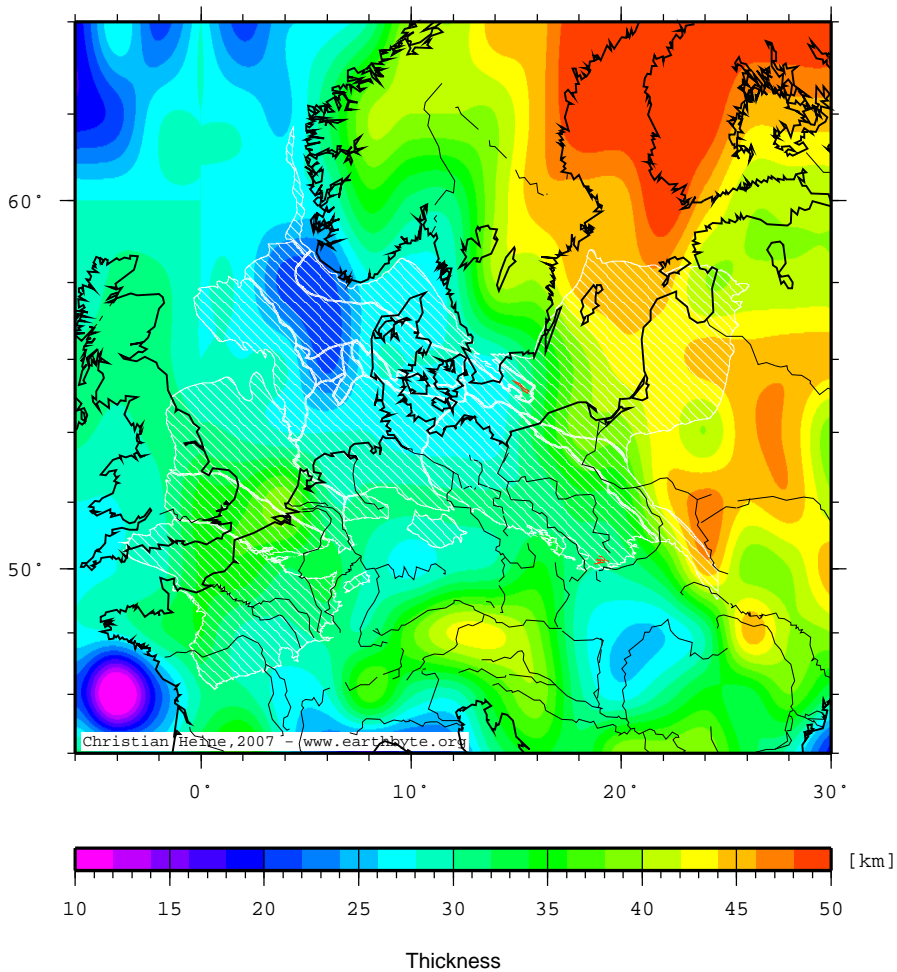 60˚
50˚
Christian Heine,2007 - www.earthbyte.org
0˚ 10˚ 20˚ 30˚
[km]
10 15 20 25 30 35 40 45 50
Thickness